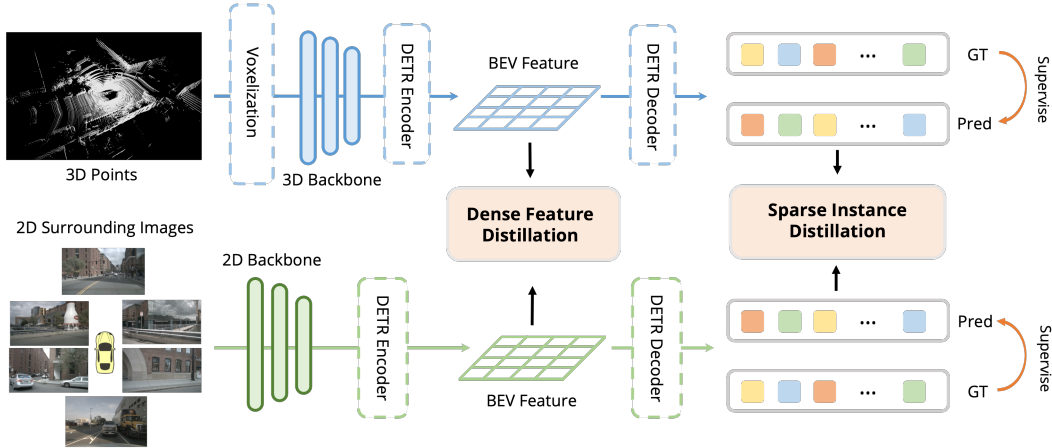 3D Points
Voxelization
3D Backbone
DETR Encoder
BEV Feature
DETR Decoder
...
GT
...
Pred
Supervise
Dense Feature
Distillation
Sparse Instance
Distillation
2D Surrounding Images
2D Backbone
DETR Encoder
BEV Feature
DETR Decoder
...
Pred
...
GT
Supervise